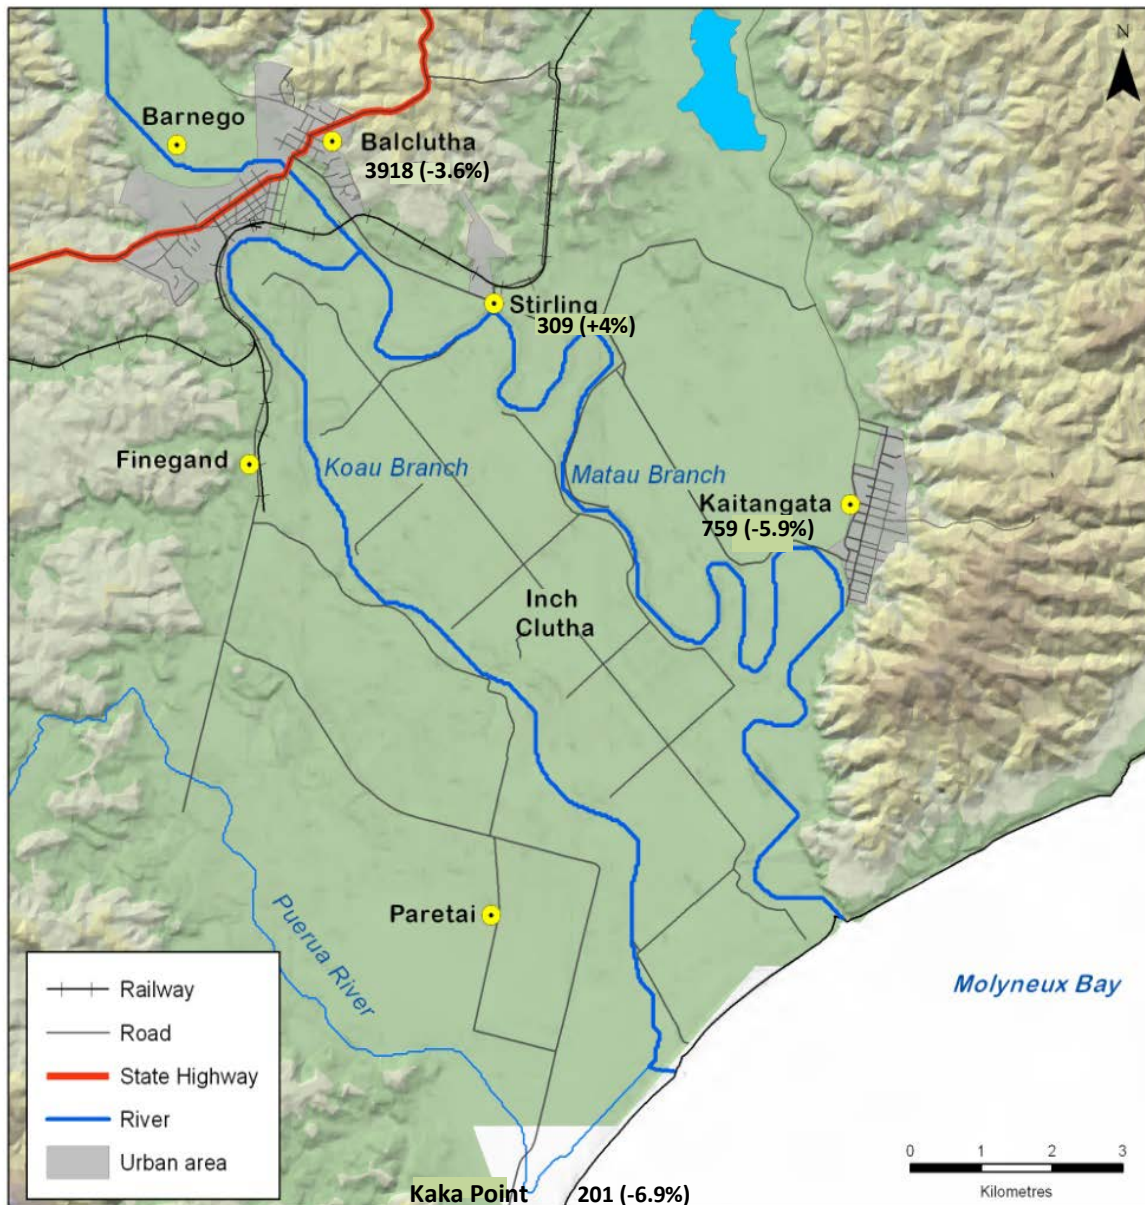 N
Barnego
Balclutha
3918 (-3.6%)
Stirling
309 (+4%)
Finegand
Koau Branch
Matau Branch
Kaitangata
759 (-5.9%)
Inch
Clutha
Paretai
Puerua River
Molyneux Bay
Railway
Road
State Highway
River
Urban area
0 1 2 3
Kilometres
Kaka Point 201 (-6.9%)